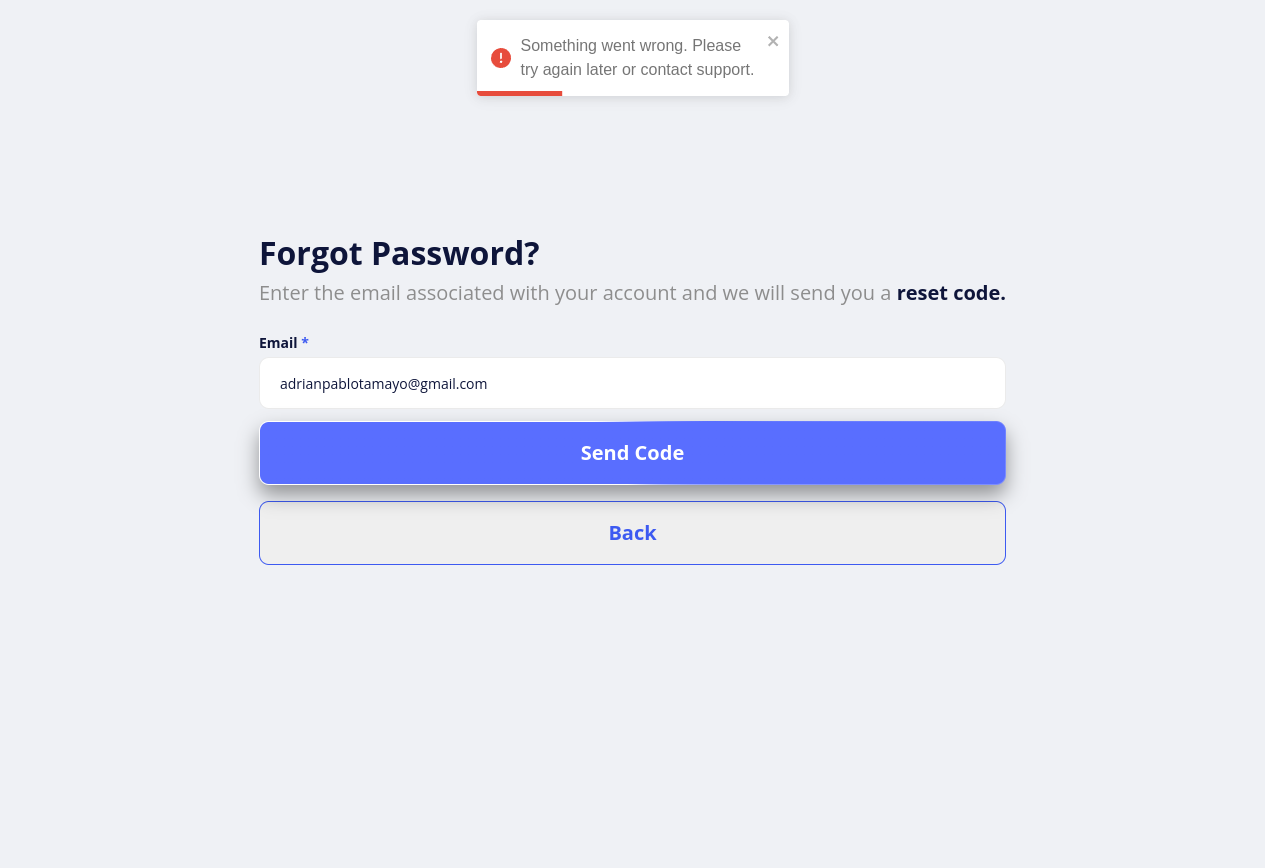 Something went wrong. Please
try again later or contact support.
Forgot Password?
Enter the email associated with your account and we will send you a reset code.
Email *
adrianpablotamayo@gmail.com
Send Code
Back